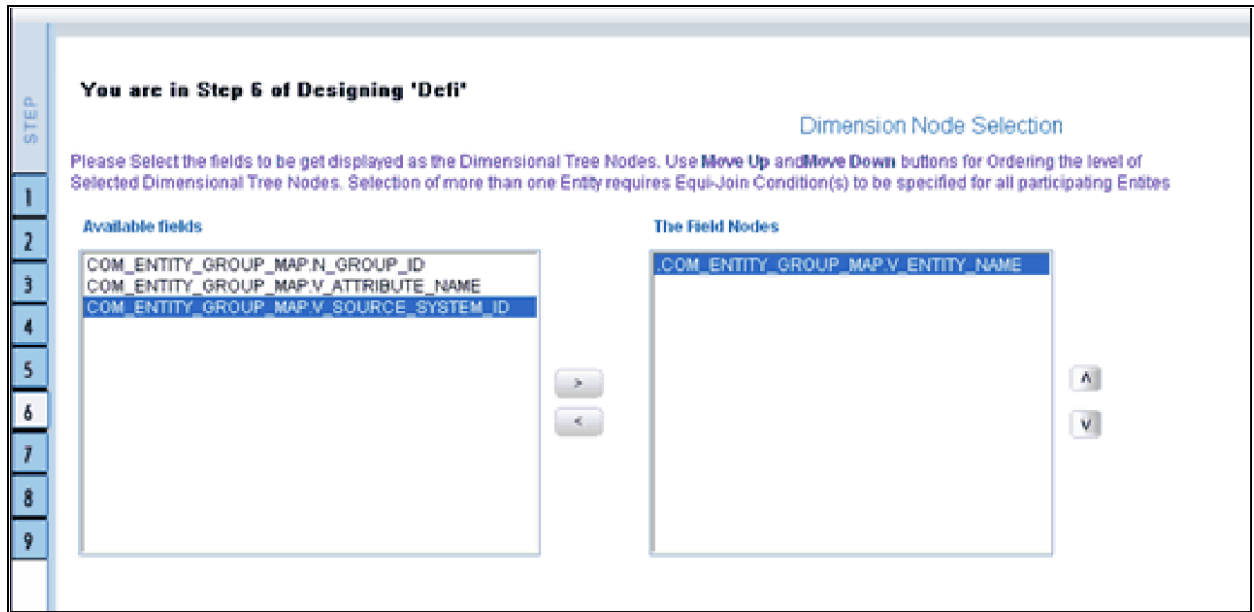 STEP
1
2
3
4
5
6
7
8
9
You are in Step 6 of Designing 'Defi'
Dimension Node Selection
Please Select the fields to be get displayed as the Dimensional Tree Nodes. Use Move Up andMove Down buttons for Ordering the level of
Selected Dimensional Tree Nodes. Selection of more than one Entity requires Equi-Join Condition(s) to be specified for all participating Entites
Available fields
COM_ENTITY_GROUP_MAP.N_GROUP_ID
COM_ENTITY_GROUP_MAP.V_ATTRIBUTE_NAME
COM_ENTITY_GROUP_MAP.V_SOURCE_SYSTEM_ID
>
<
The Field Nodes
.COM_ENTITY_GROUP_MAP.V_ENTITY_NAME
ʌ
v